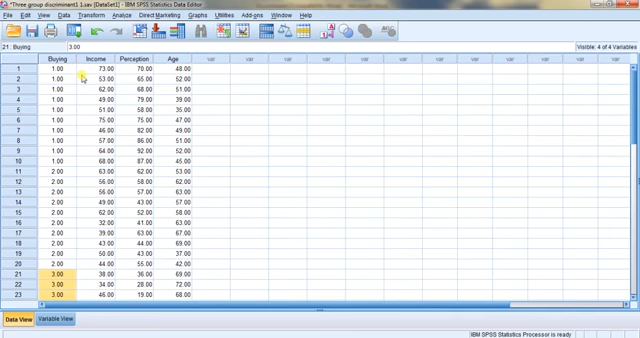 *Three group discriminant1 1.sav [DataSet1] - IBM SPSS Statistics Data Editor
File Edit View Data Transform Analyze Direct Marketing Graphs Utilities Add-ons Window Help
21 : Buying 3.00 Visible: 4 of 4 Variables
Buying Income Perception Age var var var var var var var var var
1 1.00 73.00 70.00 48.00
2 1.00 53.00 65.00 52.00
3 1.00 62.00 68.00 51.00
4 1.00 49.00 79.00 39.00
5 1.00 51.00 58.00 35.00
6 1.00 75.00 75.00 47.00
7 1.00 46.00 82.00 49.00
8 1.00 57.00 86.00 51.00
9 1.00 64.00 92.00 52.00
10 1.00 68.00 87.00 45.00
11 2.00 63.00 62.00 53.00
12 2.00 56.00 58.00 62.00
13 2.00 56.00 57.00 63.00
14 2.00 49.00 43.00 57.00
15 2.00 62.00 52.00 58.00
16 2.00 32.00 41.00 63.00
17 2.00 39.00 63.00 67.00
18 2.00 43.00 44.00 69.00
19 2.00 50.00 43.00 37.00
20 2.00 44.00 55.00 42.00
21 3.00 38.00 36.00 69.00
22 3.00 34.00 28.00 72.00
23 3.00 46.00 19.00 68.00
Data View Variable View
IBM SPSS Statistics Processor is ready